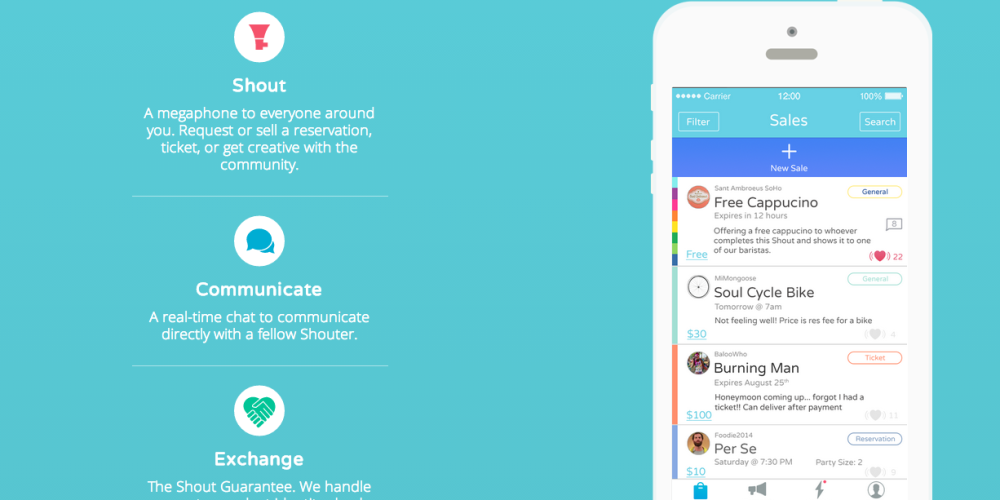 Shout
A megaphone to everyone around
you. Request or sell a reservation,
ticket, or get creative with the
community.
Communicate
A real-time chat to communicate
directly with a fellow Shouter.
Exchange
The Shout Guarantee. We handle
Carrier 12:00 100%
Filter Sales Search
+
New Sale
Sant Ambroeus SoHo General
Free Cappucino
Expires in 12 hours
8
Offering a free cappucino to whoever
completes this Shout and shows it to one
of our baristas.
Free 22
MiMongoose General
Soul Cycle Bike
Tomorrow @ 7am
Not feeling well! Price is res fee for a bike
$30 4
BalooWho Ticket
Burning Man
Expires August 25th
Honeymoon coming up... forgot I had a
ticket!! Can deliver after payment
$100 11
Foodie2014 Reservation
Per Se
Saturday @ 7:30 PM Party Size: 2
$10 9